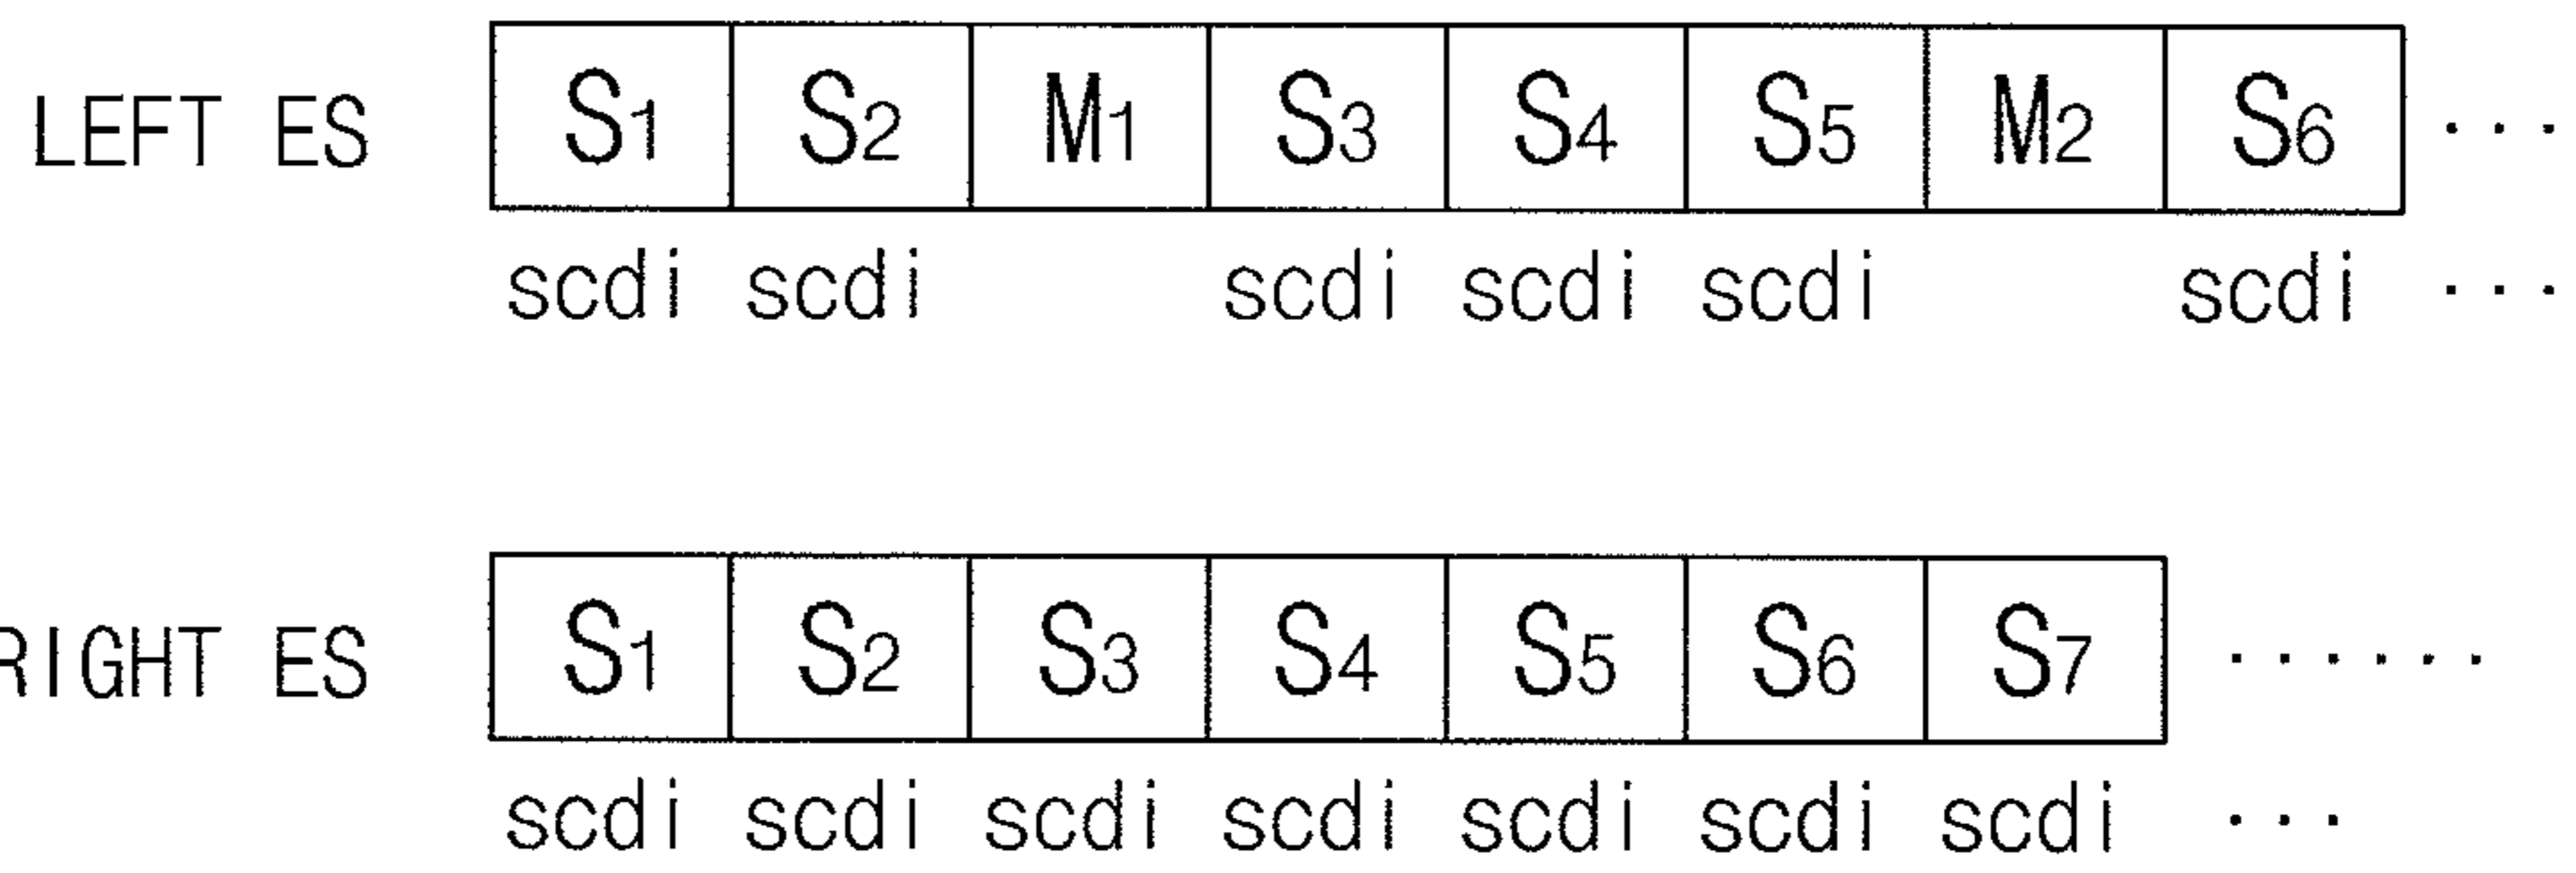 LEFT ES S1 S2 M1 S3 S4 S5 M2 S6 ...
scdi scdi scdi scdi scdi scdi ...
RIGHT ES S1 S2 S3 S4 S5 S6 S7 ......
scdi scdi scdi scdi scdi scdi scdi ...